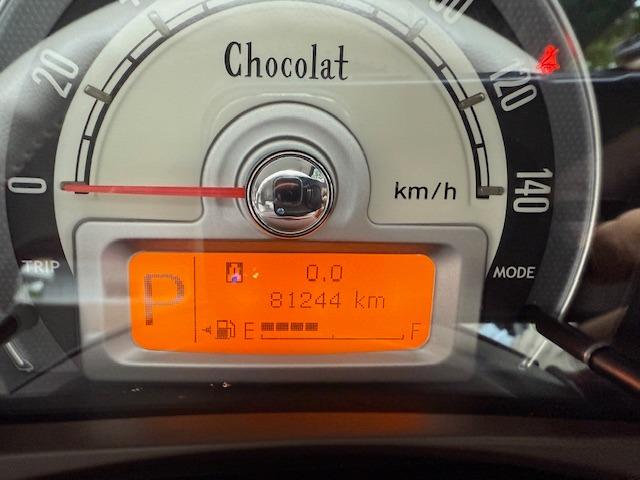 Chocolat
20
120
0
140
km/h
TRIP
MODE
P
0.0
81244 km
E
F